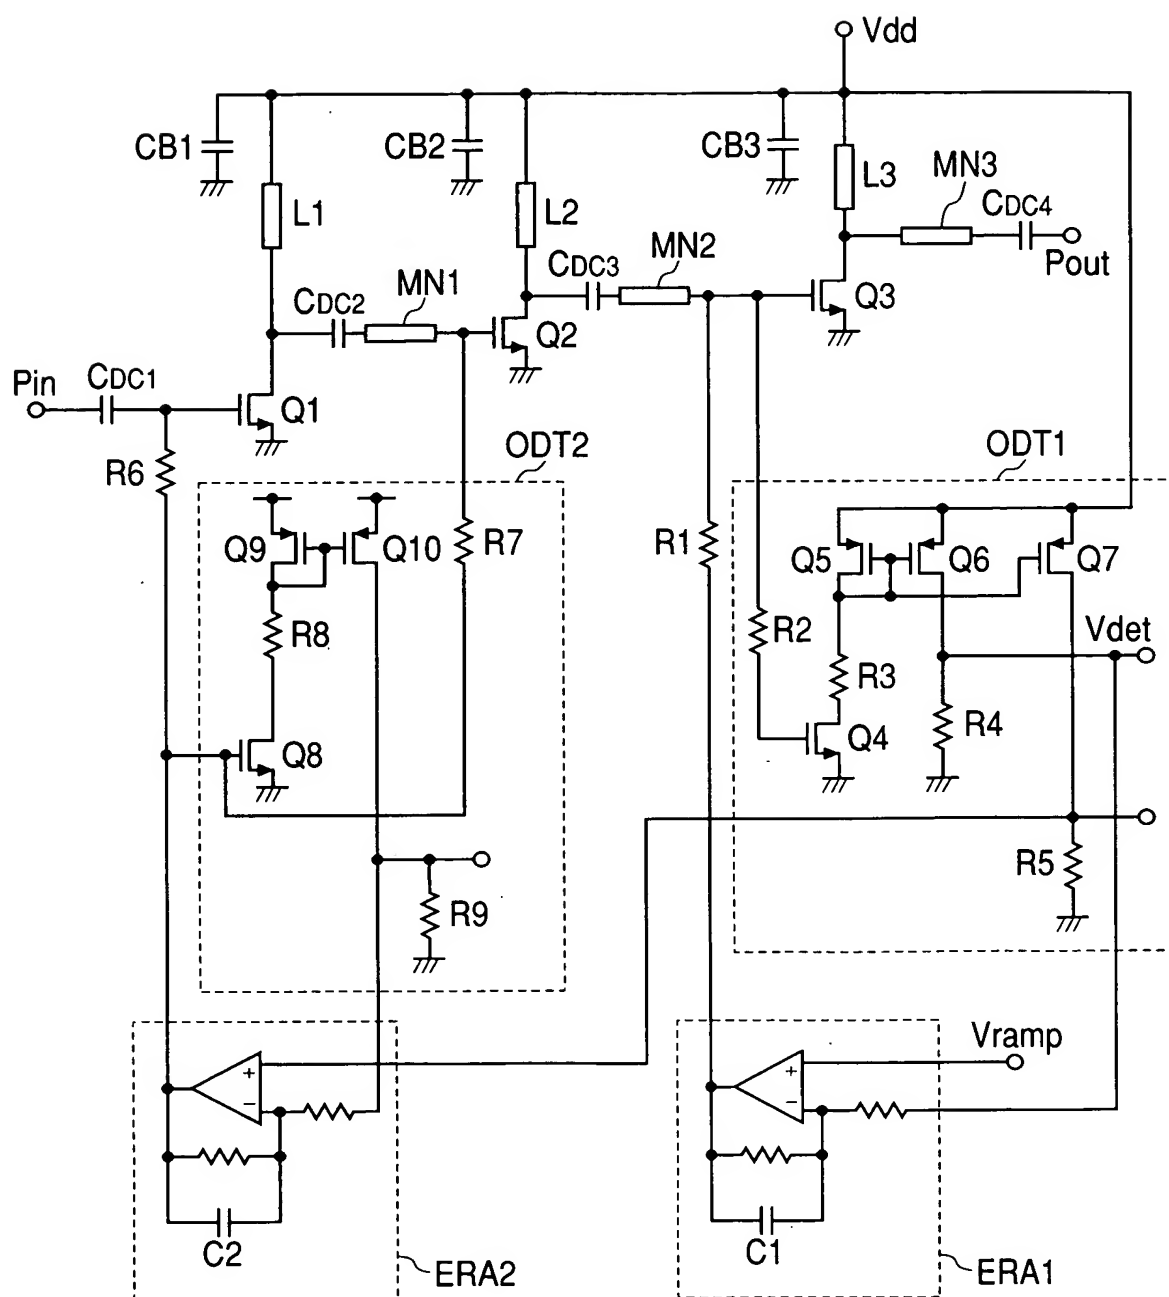 Vdd
CB1
CB2
CB3
L1
L2
L3
MN3
CDC4
Pout
CDC3
MN2
Q3
CDC2
MN1
Q2
Pin
CDC1
Q1
R6
ODT2
ODT1
Q9
Q10
R7
R1
Q5
Q6
Q7
R8
R2
Vdet
R3
R4
Q8
Q4
R5
R9
Vramp
+
−
+
−
C2
C1
ERA2
ERA1